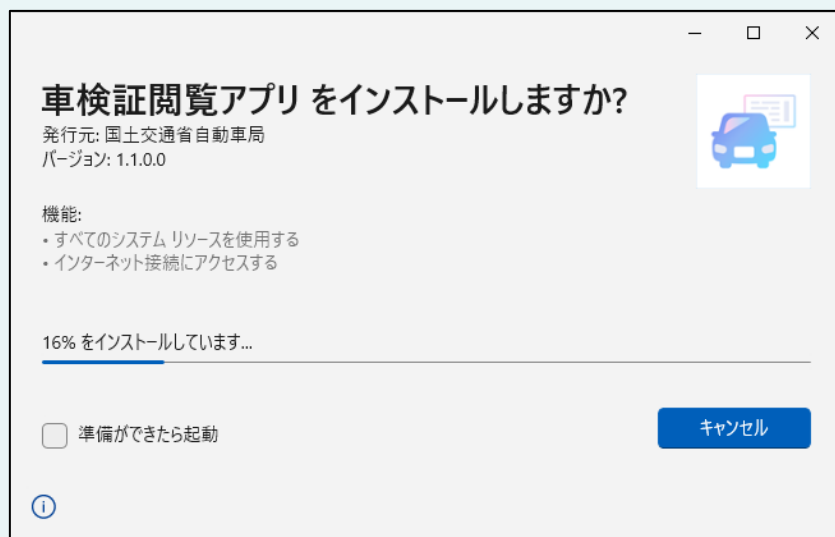 車検証閲覧アプリ をインストールしますか?
発行元: 国土交通省自動車局
バージョン: 1.1.0.0
機能:
• すべてのシステム リソースを使用する
• インターネット接続にアクセスする
16% をインストールしています...
準備ができたら起動
キャンセル